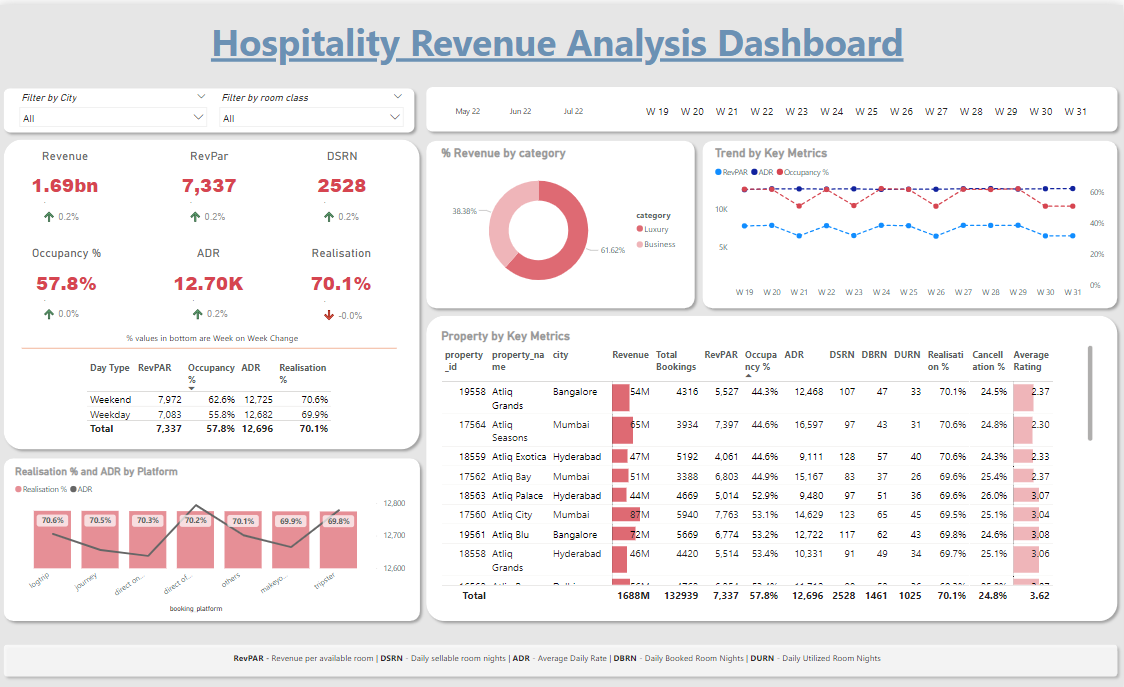 Hospitality Revenue Analysis Dashboard
Filter by City
All
Filter by room class
All
May 22 Jun 22 Jul 22 W 19 W 20 W 21 W 22 W 23 W 24 W 25 W 26 W 27 W 28 W 29 W 30 W 31
Revenue RevPar DSRN
1.69bn 7,337 2528
0.2% 0.2% 0.2%
Occupancy % ADR Realisation
57.8% 12.70K 70.1%
0.0% 0.2% -0.0%
% values in bottom are Week on Week Change
Day Type RevPAR Occupancy % ADR Realisation %
Weekend 7,972 62.6% 12,725 70.6%
Weekday 7,083 55.8% 12,682 69.9%
Total 7,337 57.8% 12,696 70.1%
% Revenue by category
38.38%
61.62%
category
Luxury
Business
Trend by Key Metrics
RevPAR ADR Occupancy %
10K
5K
60%
40%
20%
0%
W 19 W 20 W 21 W 22 W 23 W 24 W 25 W 26 W 27 W 28 W 29 W 30 W 31
Realisation % and ADR by Platform
Realisation % ADR
12,800
12,700
12,600
70.6% 70.5% 70.3% 70.2% 70.1% 69.9% 69.8%
logtrip journey direct on... direct of... others makeyo... tripster
booking_platform
Property by Key Metrics
property
_id property_na
me city Revenue Total
Bookings RevPAR Occupa
ncy % ADR DSRN DBRN DURN Realisati
on % Cancell
ation % Average
Rating
19558 Atliq
Grands Bangalore 54M 4316 5,527 44.3% 12,468 107 47 33 70.1% 24.5% 2.37
17564 Atliq
Seasons Mumbai 65M 3934 7,397 44.6% 16,597 97 43 31 70.6% 24.8% 2.30
18559 Atliq Exotica Hyderabad 47M 5192 4,061 44.6% 9,111 128 57 40 70.6% 24.3% 2.33
17562 Atliq Bay Mumbai 51M 3388 6,803 44.9% 15,167 83 37 26 69.6% 25.4% 2.37
18563 Atliq Palace Hyderabad 44M 4669 5,014 52.9% 9,480 97 51 36 69.6% 26.0% 3.07
17560 Atliq City Mumbai 87M 5940 7,763 53.1% 14,629 123 65 45 69.5% 25.1% 3.04
19561 Atliq Blu Bangalore 72M 5669 6,774 53.2% 12,722 117 62 43 69.8% 24.6% 3.08
18558 Atliq
Grands Hyderabad 46M 4420 5,514 53.4% 10,331 91 49 34 69.7% 25.1% 3.06
Total 1688M 132939 7,337 57.8% 12,696 2528 1461 1025 70.1% 24.8% 3.62
RevPAR - Revenue per available room | DSRN - Daily sellable room nights | ADR - Average Daily Rate | DBRN - Daily Booked Room Nights | DURN - Daily Utilized Room Nights